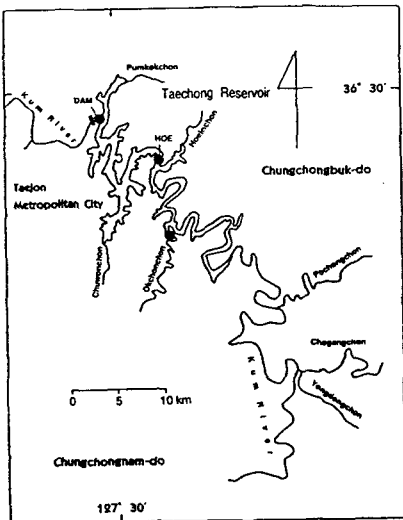 Pumkokchon
DAM
Taechong Reservoir
36° 30'
Kum River
HOE
Hoeinchon
Chungchongbuk-do
Taejon
Metropolitan City
Chuwonchon
Okchonchon
Pochongchon
Chogangchon
Yongdongchon
Kum River
0 5 10 km
Chungchongnam-do
127° 30'